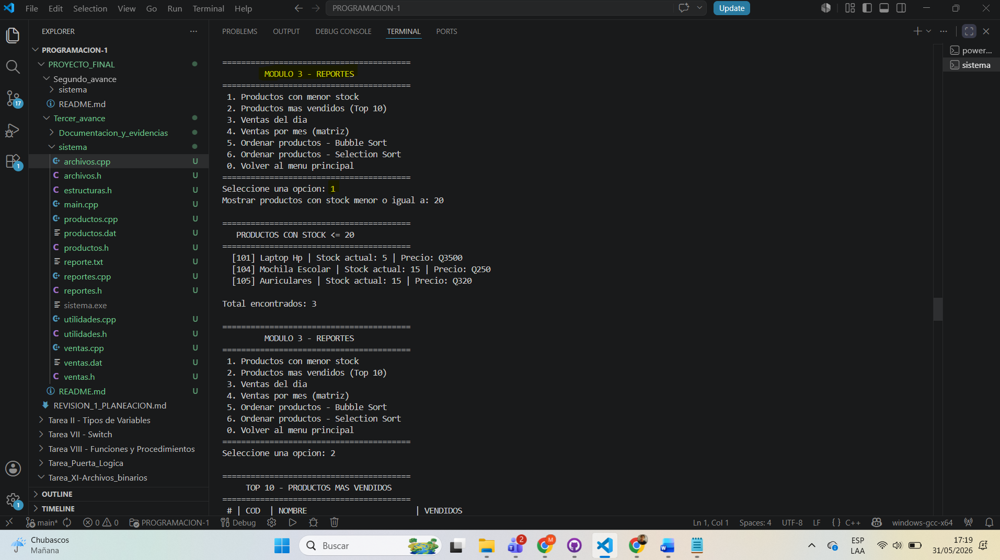 File Edit Selection View Go Run Terminal Help
PROGRAMACION-1
Update
EXPLORER
PROGRAMACION-1
PROYECTO_FINAL
Segundo_avance
sistema
README.md
Tercer_avance
Documentacion_y_evidencias
sistema
archivos.cpp U
archivos.h U
estructuras.h U
main.cpp U
productos.cpp U
productos.dat U
productos.h U
reporte.txt U
reportes.cpp U
reportes.h U
sistema.exe
utilidades.cpp U
utilidades.h U
ventas.cpp U
ventas.dat U
ventas.h U
README.md U
REVISION_1_PLANEACION.md
Tarea II - Tipos de Variables
Tarea VII - Switch
Tarea VIII - Funciones y Procedimientos
Tarea_Puerta_Logica
Tarea_XI-Archivos_binarios
OUTLINE
TIMELINE
17
1
1
PROBLEMS OUTPUT DEBUG CONSOLE TERMINAL PORTS
power...
sistema
========================================
MODULO 3 - REPORTES
========================================
1. Productos con menor stock
2. Productos mas vendidos (Top 10)
3. Ventas del dia
4. Ventas por mes (matriz)
5. Ordenar productos - Bubble Sort
6. Ordenar productos - Selection Sort
0. Volver al menu principal
========================================
Seleccione una opcion: 1
Mostrar productos con stock menor o igual a: 20
========================================
PRODUCTOS CON STOCK <= 20
========================================
[101] Laptop Hp | Stock actual: 5 | Precio: Q3500
[104] Mochila Escolar | Stock actual: 15 | Precio: Q250
[105] Auriculares | Stock actual: 15 | Precio: Q320
Total encontrados: 3
========================================
MODULO 3 - REPORTES
========================================
1. Productos con menor stock
2. Productos mas vendidos (Top 10)
3. Ventas del dia
4. Ventas por mes (matriz)
5. Ordenar productos - Bubble Sort
6. Ordenar productos - Selection Sort
0. Volver al menu principal
========================================
Seleccione una opcion: 2
========================================
TOP 10 - PRODUCTOS MAS VENDIDOS
========================================
# | COD | NOMBRE | VENDIDOS
main* 0 0 PROGRAMACION-1 Debug
Ln 1, Col 1 Spaces: 4 UTF-8 LF { } C++ windows-gcc-x64
Chubascos
Mañana
Buscar
2
M
ESP
LAA
17:19
31/05/2026